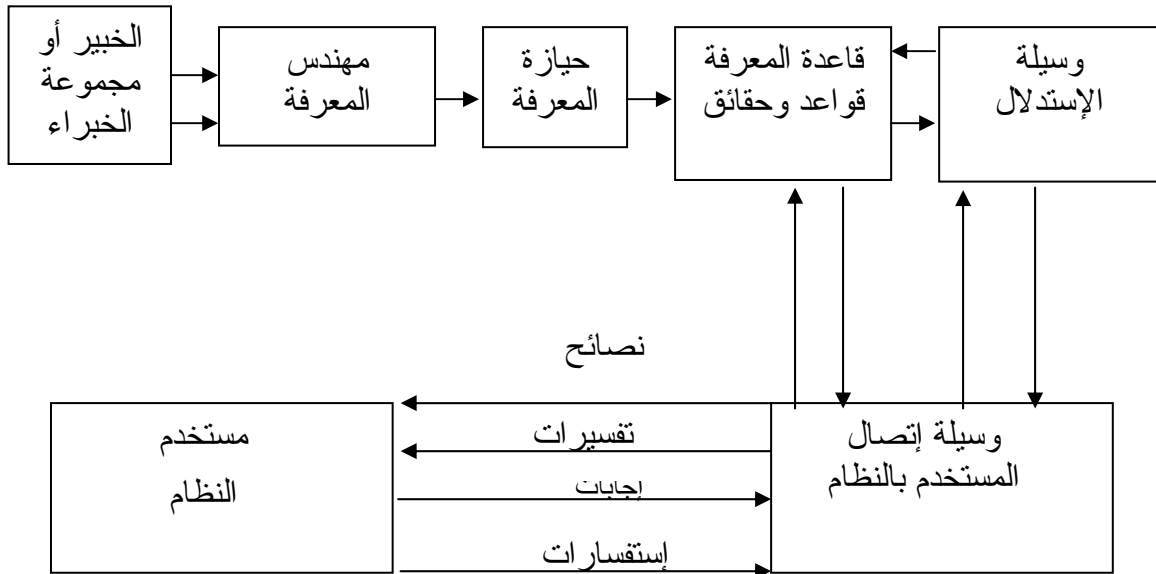 الخبير أو
مجموعة
الخبراء
مهندس
المعرفة
حيازة
المعرفة
قاعدة المعرفة
قواعد وحقائق
وسيلة
الإستدلال
نصائح
تفسيرات
إجابات
إستفسارات
وسيلة إتصال
المستخدم بالنظام
مستخدم
النظام